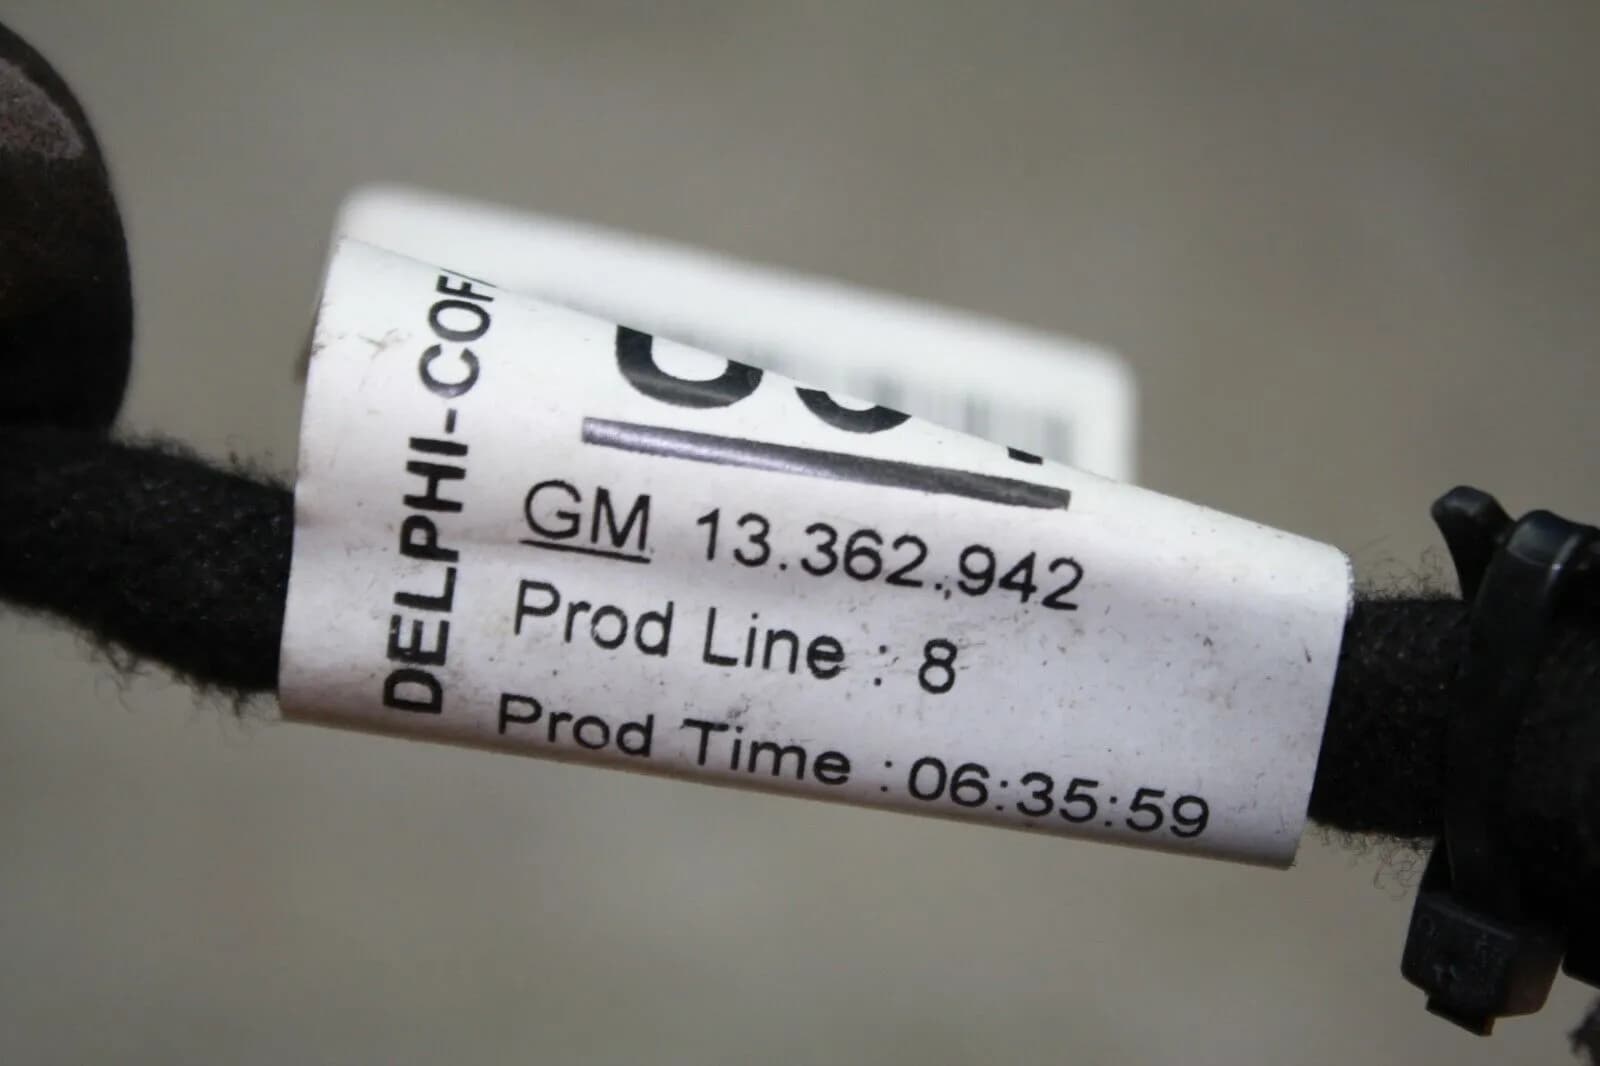 DELPHI-COF
GM 13.362.942
Prod Line : 8
Prod Time :06:35:59